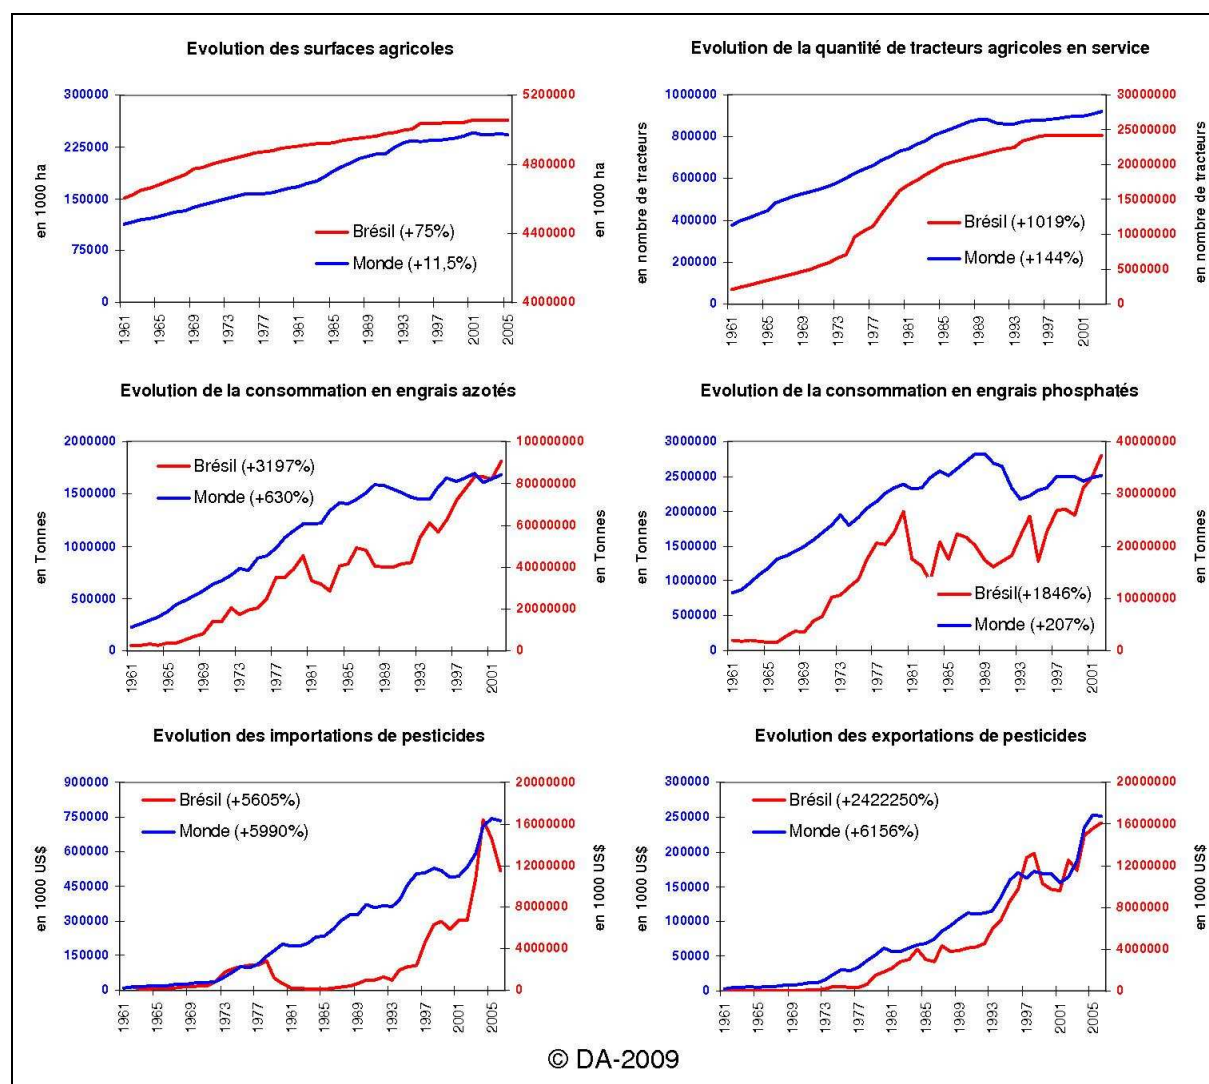 Evolution des surfaces agricoles
300000
225000
150000
75000
0
en 1000 ha
5200000
4800000
4400000
4000000
en 1000 ha
Brésil (+75%)
Monde (+11,5%)
1961 1965 1969 1973 1977 1981 1985 1989 1993 1997 2001 2005
Evolution de la quantité de tracteurs agricoles en service
1000000
800000
600000
400000
200000
0
en nombre de tracteurs
30000000
25000000
20000000
15000000
10000000
5000000
0
en nombre de tracteurs
Brésil (+1019%)
Monde (+144%)
1961 1965 1969 1973 1977 1981 1985 1989 1993 1997 2001
Evolution de la consommation en engrais azotés
2000000
1500000
1000000
500000
0
en Tonnes
100000000
80000000
60000000
40000000
20000000
0
en Tonnes
Brésil (+3197%)
Monde (+630%)
1961 1965 1969 1973 1977 1981 1985 1989 1993 1997 2001
Evolution de la consommation en engrais phosphatés
3000000
2500000
2000000
1500000
1000000
500000
0
en Tonnes
40000000
30000000
20000000
10000000
0
en Tonnes
Brésil(+1846%)
Monde (+207%)
1961 1965 1969 1973 1977 1981 1985 1989 1993 1997 2001
Evolution des importations de pesticides
900000
750000
600000
450000
300000
150000
0
en 1000 US$
20000000
16000000
12000000
8000000
4000000
0
en 1000 US$
Brésil (+5605%)
Monde (+5990%)
1961 1965 1969 1973 1977 1981 1985 1989 1993 1997 2001 2005
Evolution des exportations de pesticides
300000
250000
200000
150000
100000
50000
0
en 1000 US$
20000000
16000000
12000000
8000000
4000000
0
en 1000 US$
Brésil (+2422250%)
Monde (+6156%)
1961 1965 1969 1973 1977 1981 1985 1989 1993 1997 2001 2005
© DA-2009